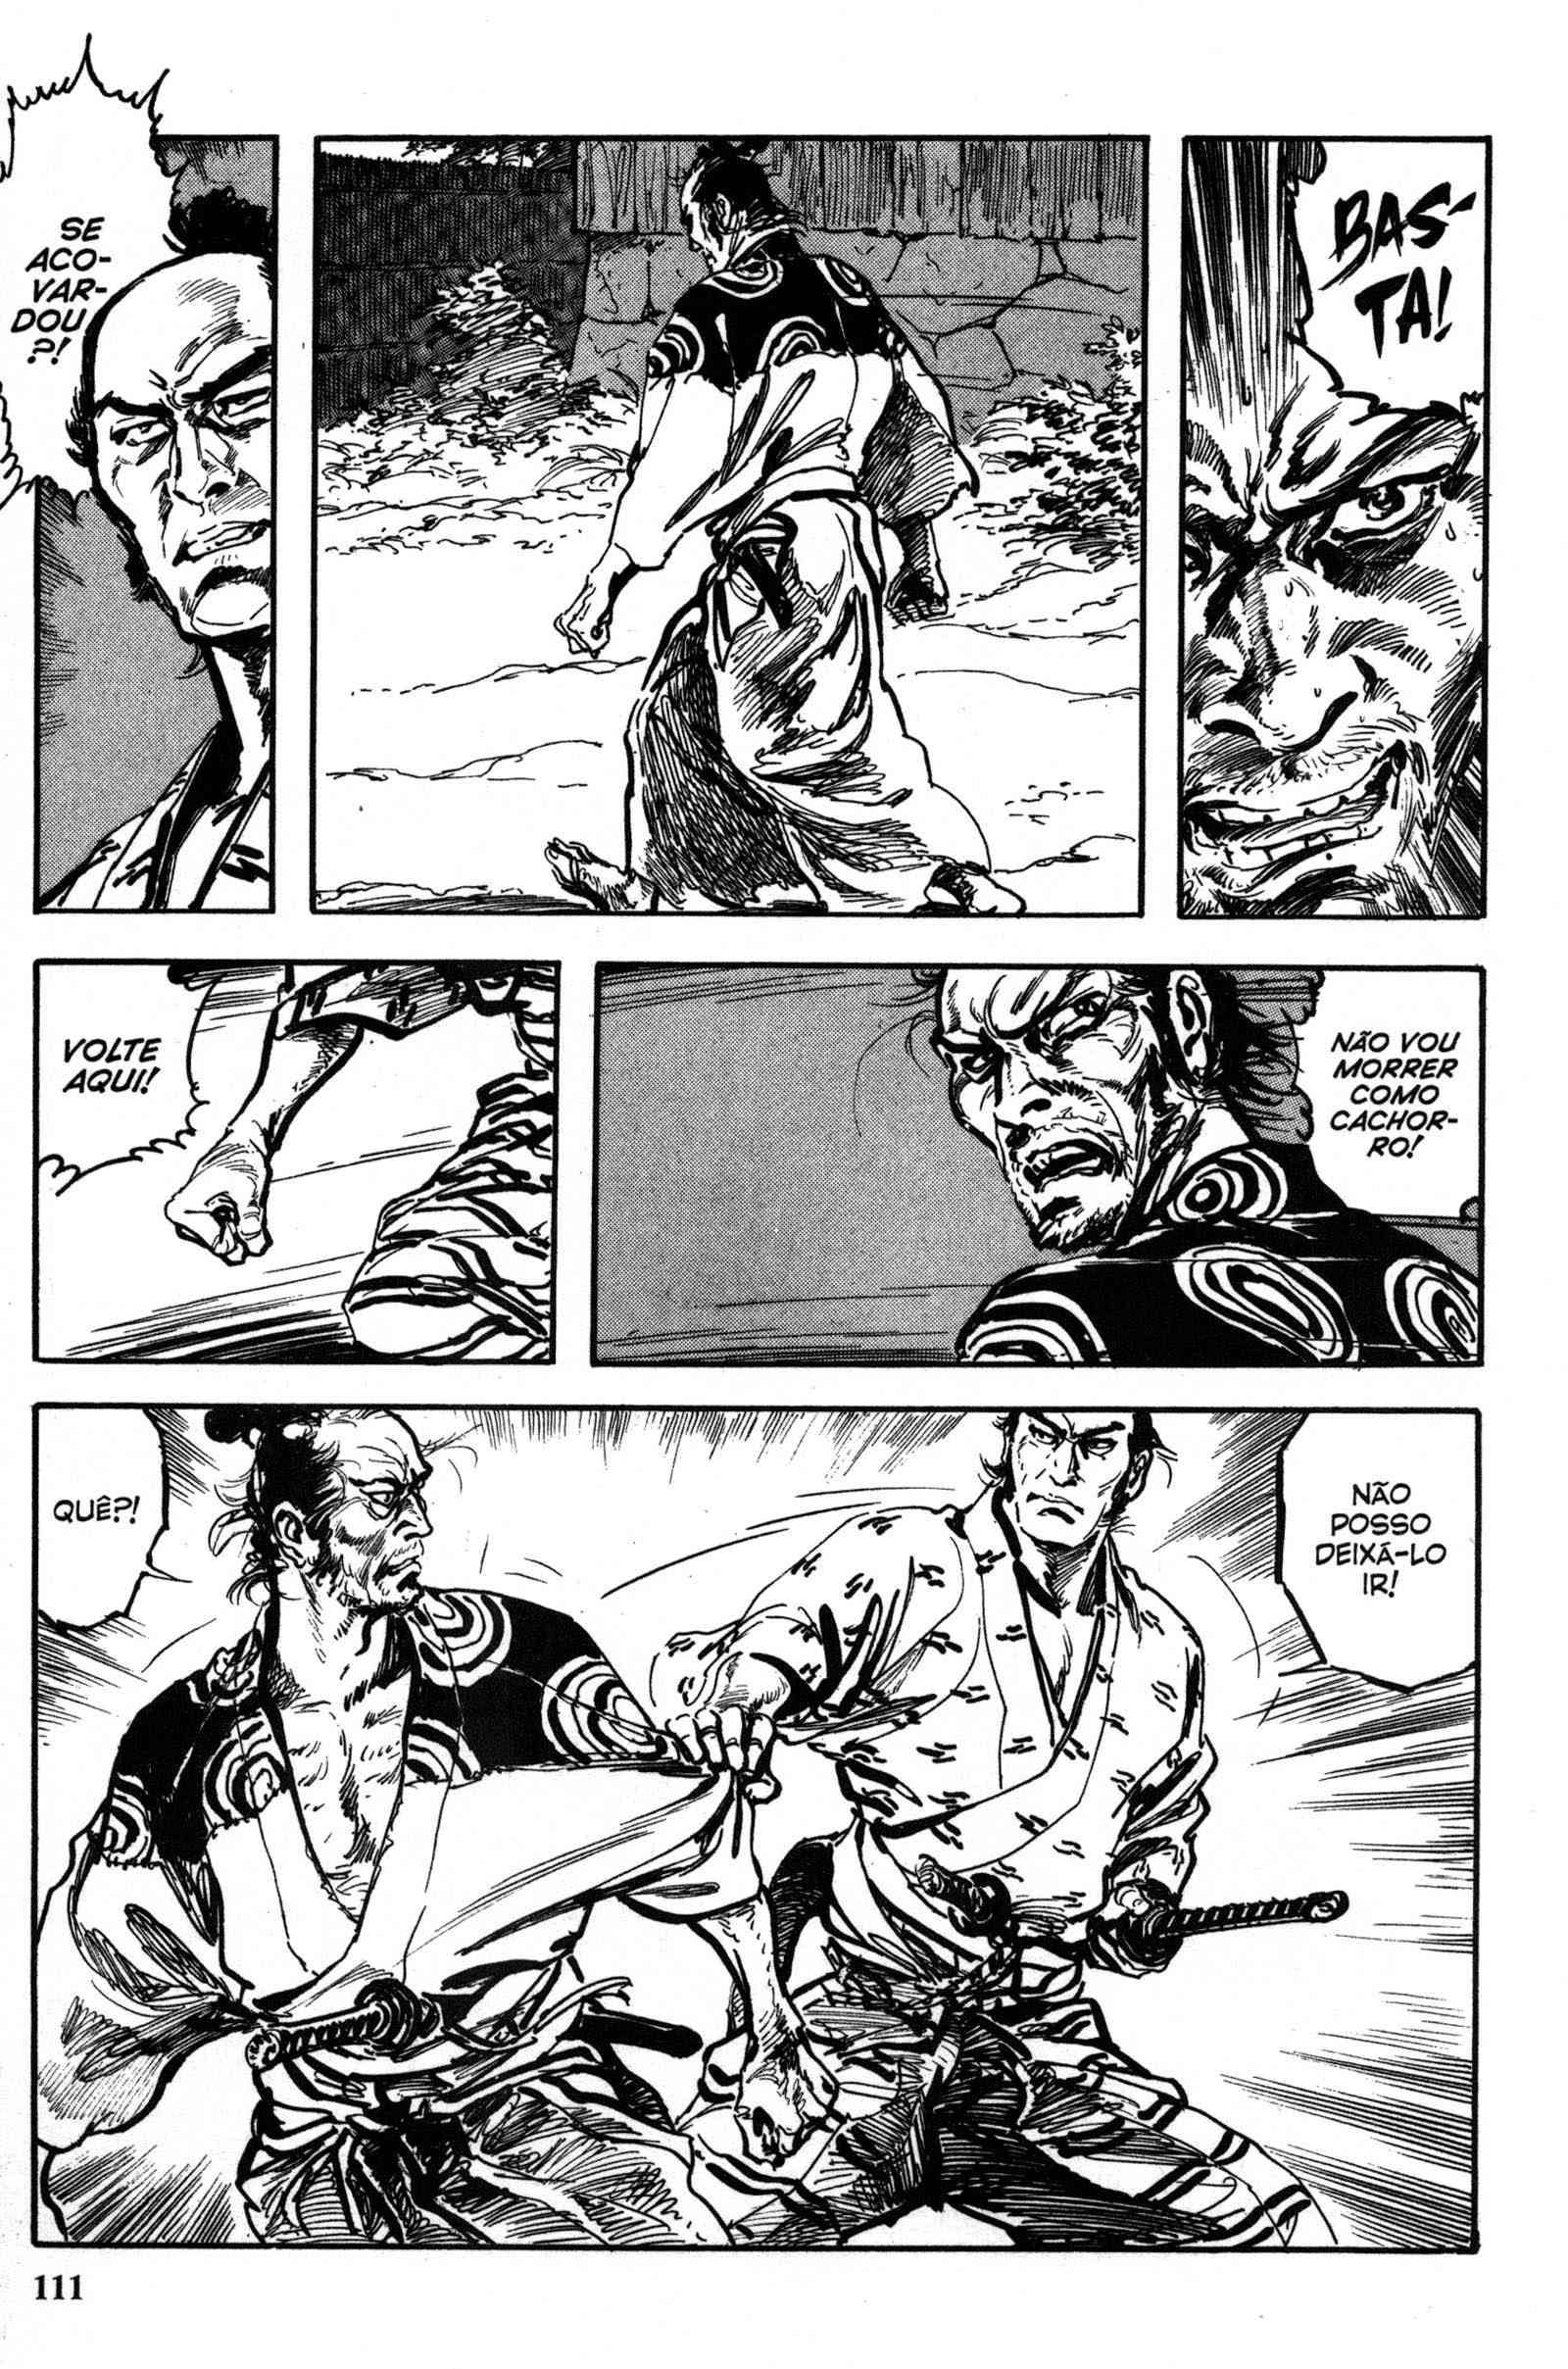 BAS-
TA!
SE
ACO-
VAR-
DOU
?!
NÃO VOU
MORRER
COMO
CACHOR-
RO!
VOLTE
AQUI!
NÃO
POSSO
DEIXÁ-LO
IR!
QUÊ?!
111